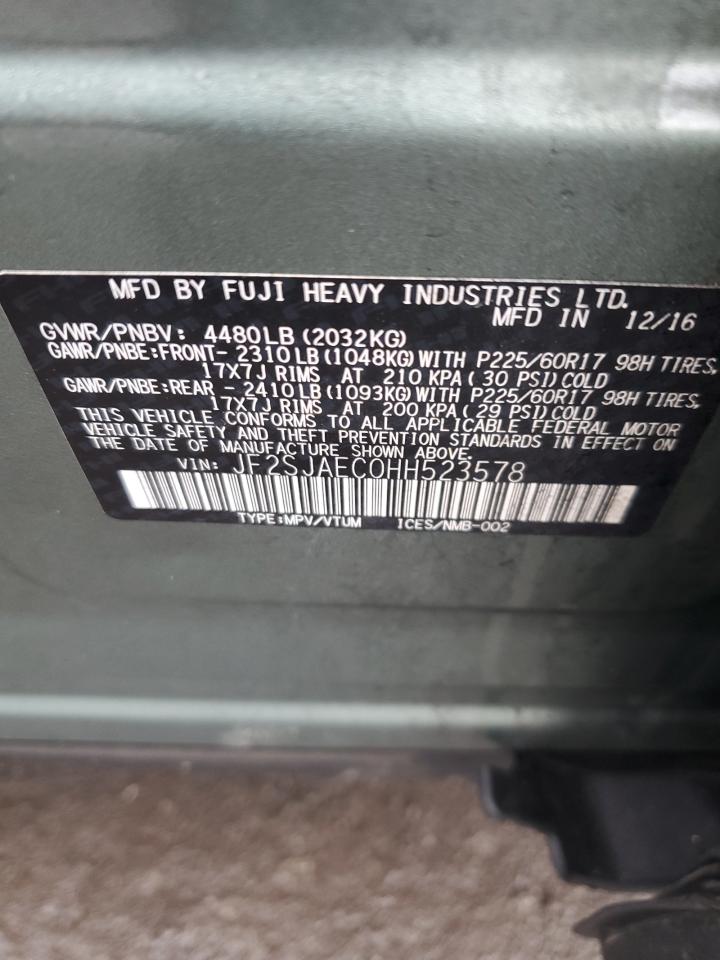 MFD BY FUJI HEAVY INDUSTRIES LTD.
MFD IN 12/16
GVWR/PNBV: 4480LB(2032KG)
GAWR/PNBE:FRONT- 2310LB(1048KG)WITH P225/60R17 98H TIRES,
17X7J RIMS AT 210 KPA( 30 PSI)COLD
GAWR/PNBE:REAR - 2410LB(1093KG)WITH P225/60R17 98H TIRES,
17X7J RIMS AT 200 KPA( 29 PSI)COLD
THIS VEHICLE CONFORMS TO ALL APPLICABLE FEDERAL MOTOR
VEHICLE SAFETY AND THEFT PREVENTION STANDARDS IN EFFECT ON
THE DATE OF MANUFACTURE SHOWN ABOVE.
VIN: JF2SJAEC0HH523578
TYPE:MPV/VTUM ICES/NMB-002